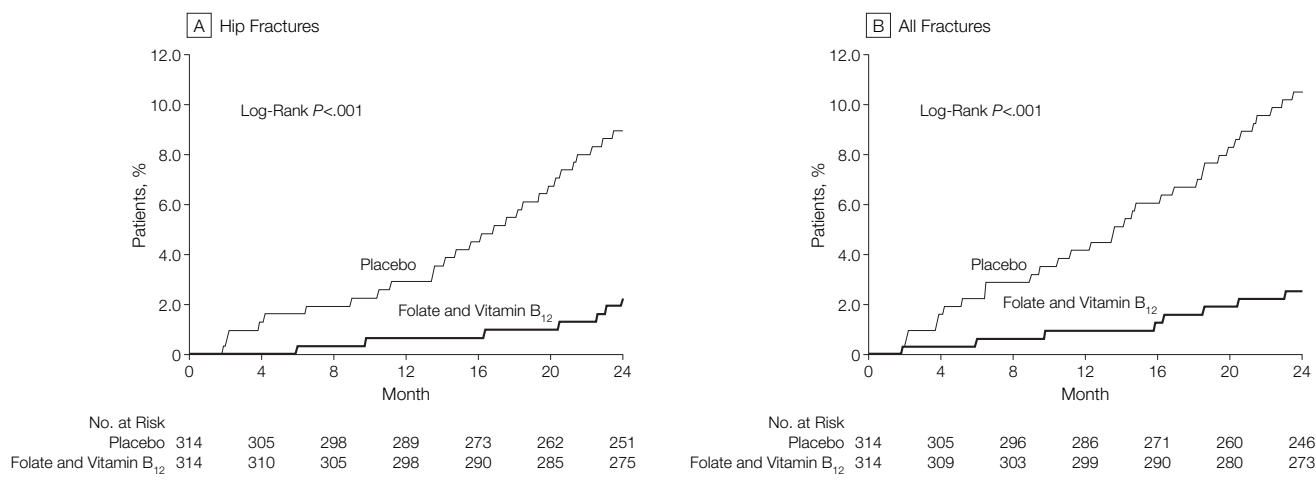 A Hip Fractures
12.0
10.0
8.0
6.0
4.0
2.0
0
Patients, %
Log-Rank P<.001
Placebo
Folate and Vitamin B12
0 4 8 12 16 20 24
Month
No. at Risk
Placebo 314 305 298 289 273 262 251
Folate and Vitamin B12 314 310 305 298 290 285 275
B All Fractures
12.0
10.0
8.0
6.0
4.0
2.0
0
Patients, %
Log-Rank P<.001
Placebo
Folate and Vitamin B12
0 4 8 12 16 20 24
Month
No. at Risk
Placebo 314 305 296 286 271 260 246
Folate and Vitamin B12 314 309 303 299 290 280 273